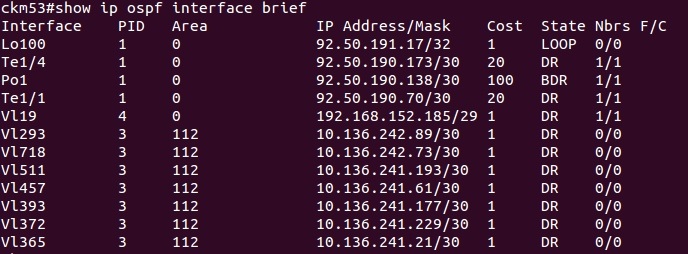 ckm53#show ip ospf interface brief
Interface    PID   Area            IP Address/Mask    Cost  State Nbrs F/C
Lo100        1     0               92.50.191.17/32    1     LOOP  0/0
Te1/4        1     0               92.50.190.173/30   20    DR    1/1
Po1          1     0               92.50.190.138/30   100   BDR   1/1
Te1/1        1     0               92.50.190.70/30    20    DR    1/1
Vl19         4     0               192.168.152.185/29 1     DR    1/1
Vl293        3     112             10.136.242.89/30   1     DR    0/0
Vl718        3     112             10.136.242.73/30   1     DR    0/0
Vl511        3     112             10.136.241.193/30  1     DR    0/0
Vl457        3     112             10.136.241.61/30   1     DR    0/0
Vl393        3     112             10.136.241.177/30  1     DR    0/0
Vl372        3     112             10.136.241.229/30  1     DR    0/0
Vl365        3     112             10.136.241.21/30   1     DR    0/0